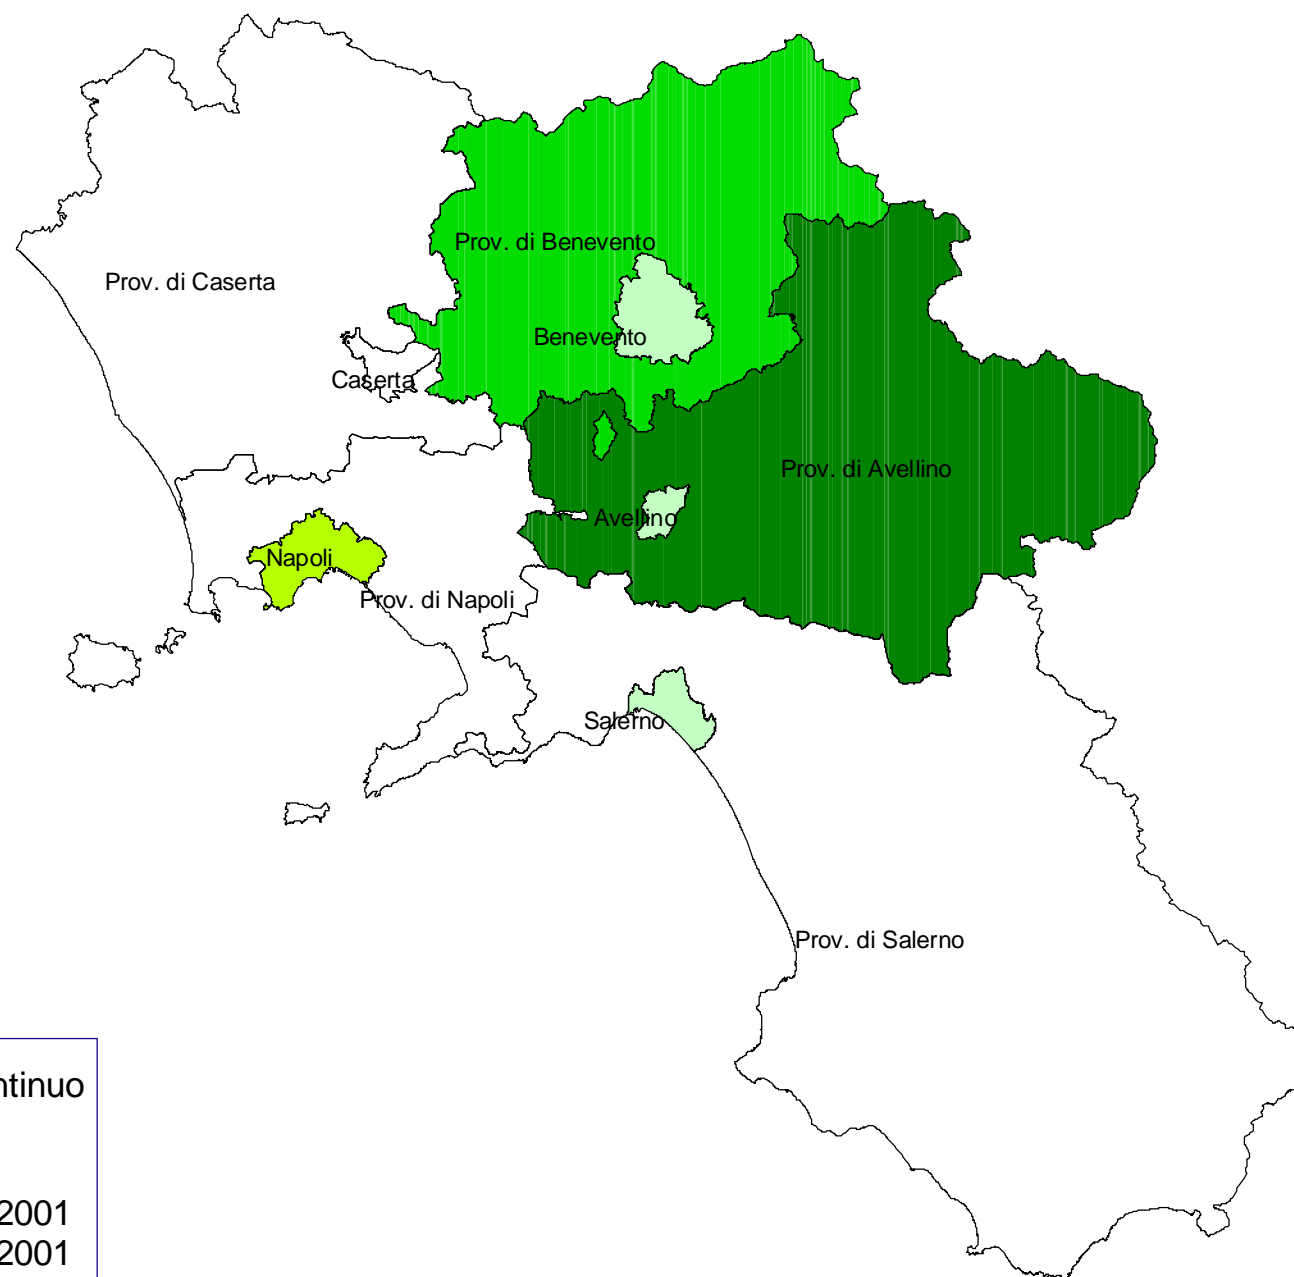 Prov. di Benevento
Prov. di Caserta
Benevento
Caserta
Prov. di Avellino
Avellino
Napoli
Prov. di Napoli
Salerno
Prov. di Salerno
ntinuo
2001
2001